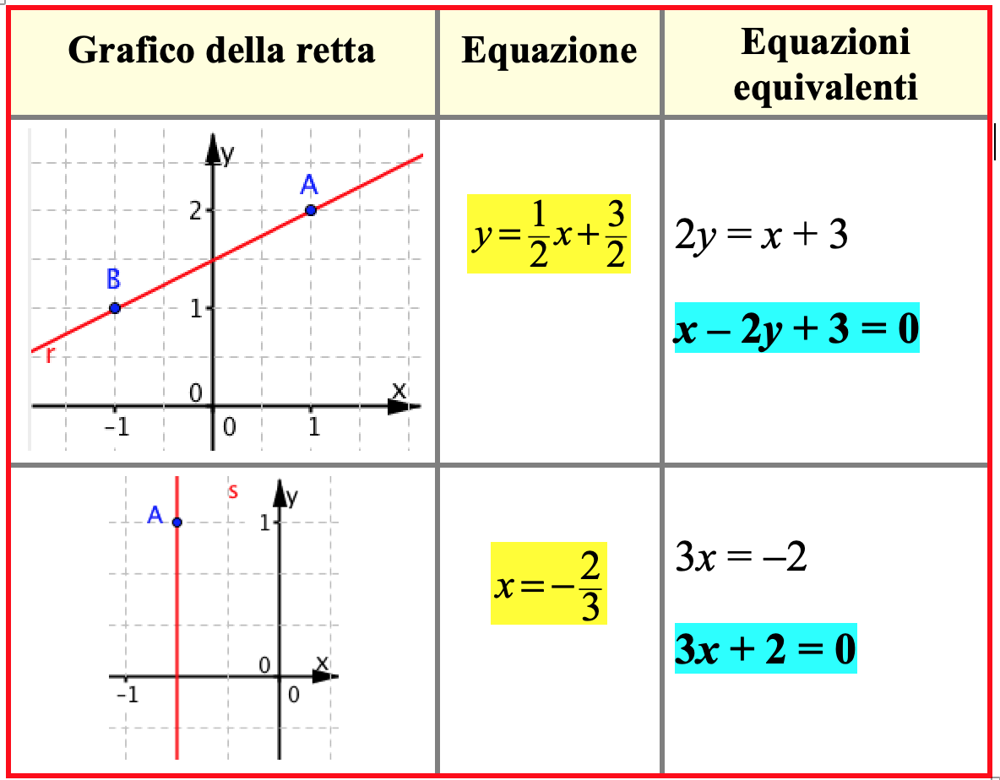 Grafico della retta
Equazione
Equazioni
equivalenti
y
A
2
B
1
r
0
x
-1
0
1
y = 1/2 x + 3/2
2y = x + 3
x – 2y + 3 = 0
s
y
A
1
0
x
-1
0
x = − 2/3
3x = –2
3x + 2 = 0